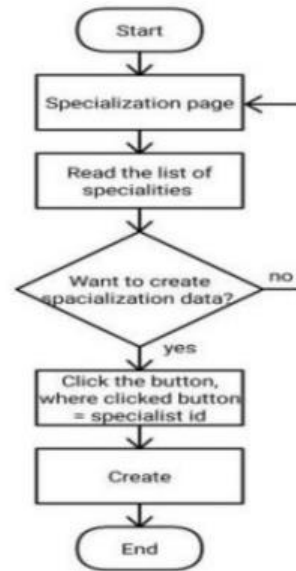 Start
Specialization page
Read the list of
specialities
Want to create
spacialization data?
no
yes
Click the button,
where clicked button
= specialist id
Create
End